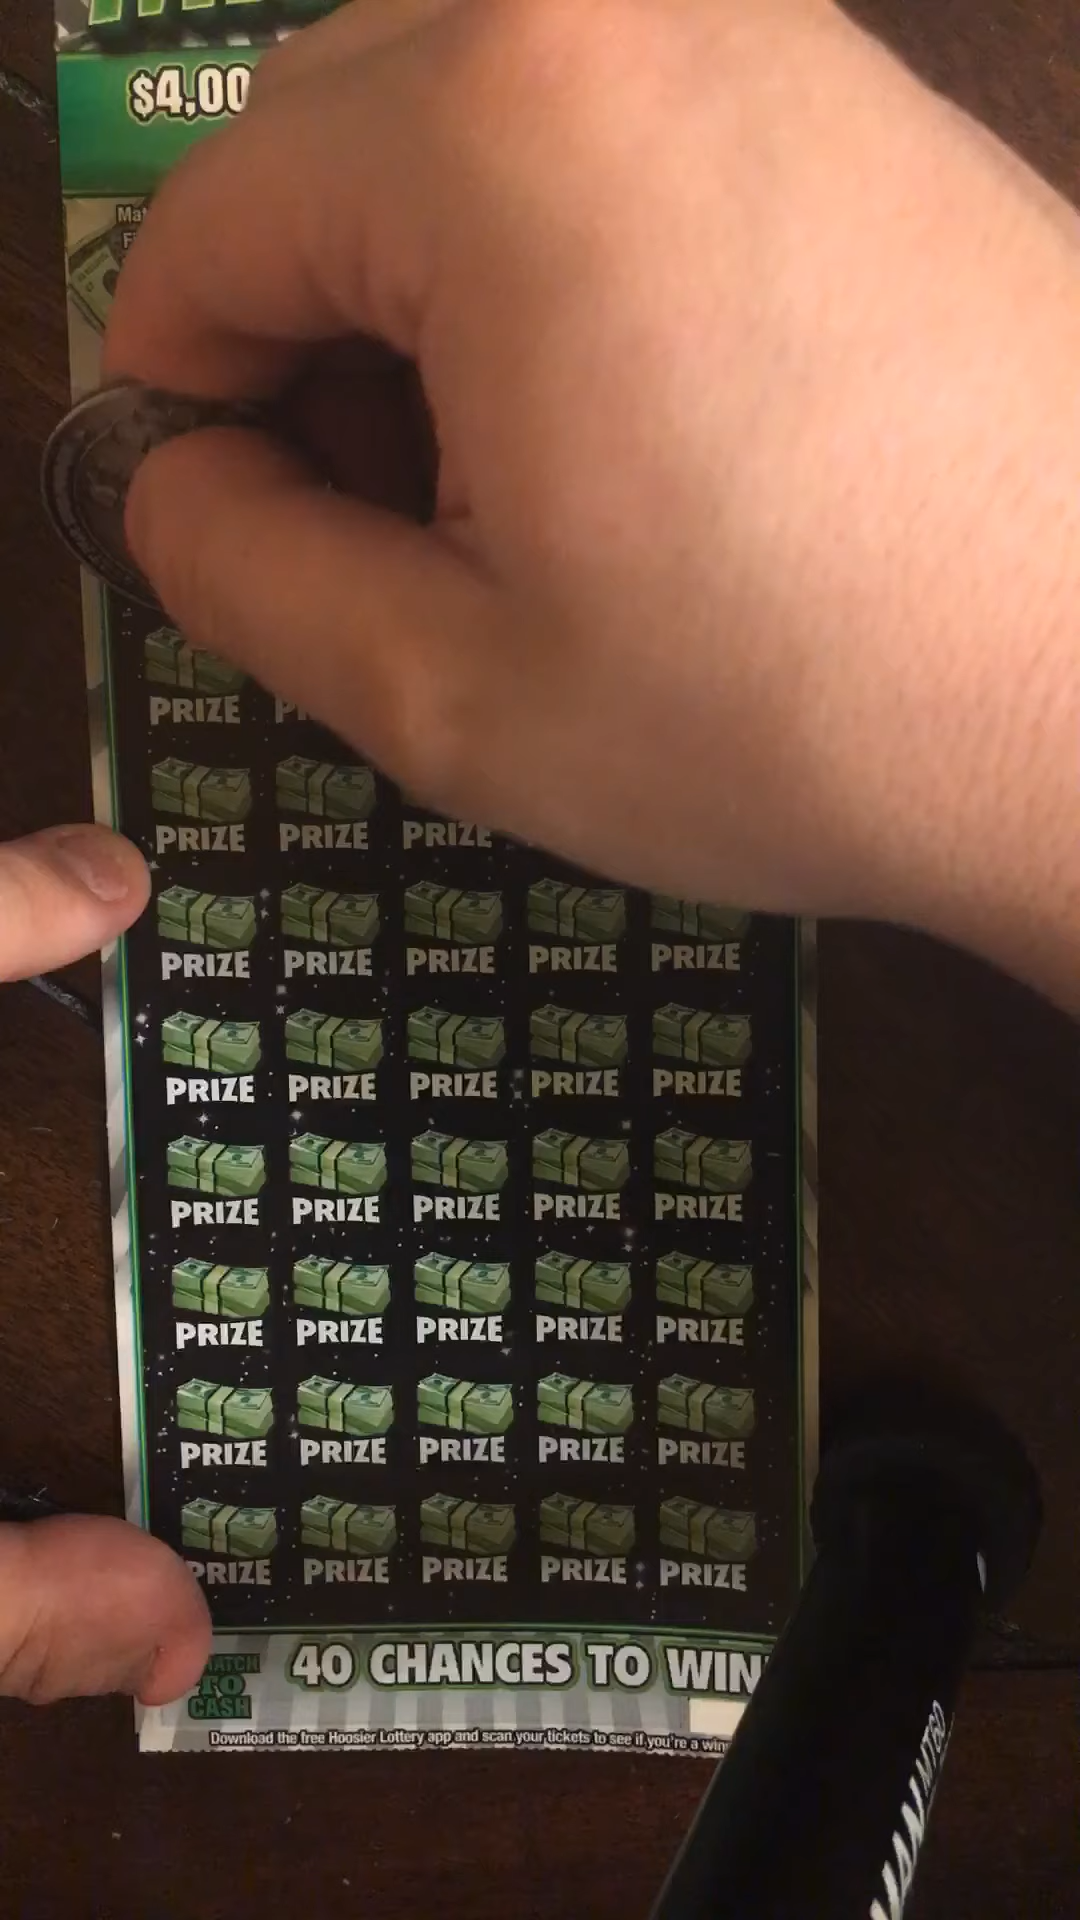 $4,00
Mat
PRIZE
PRIZE PRIZE PRIZE
PRIZE PRIZE PRIZE PRIZE PRIZE
PRIZE PRIZE PRIZE PRIZE PRIZE
PRIZE PRIZE PRIZE PRIZE PRIZE
PRIZE PRIZE PRIZE PRIZE PRIZE
PRIZE PRIZE PRIZE PRIZE PRIZE
PRIZE PRIZE PRIZE PRIZE PRIZE
40 CHANCES TO WIN
MATCH
TO
CASH
Download the free Hoosier Lottery app and scan your tickets to see if you're a win
MT60